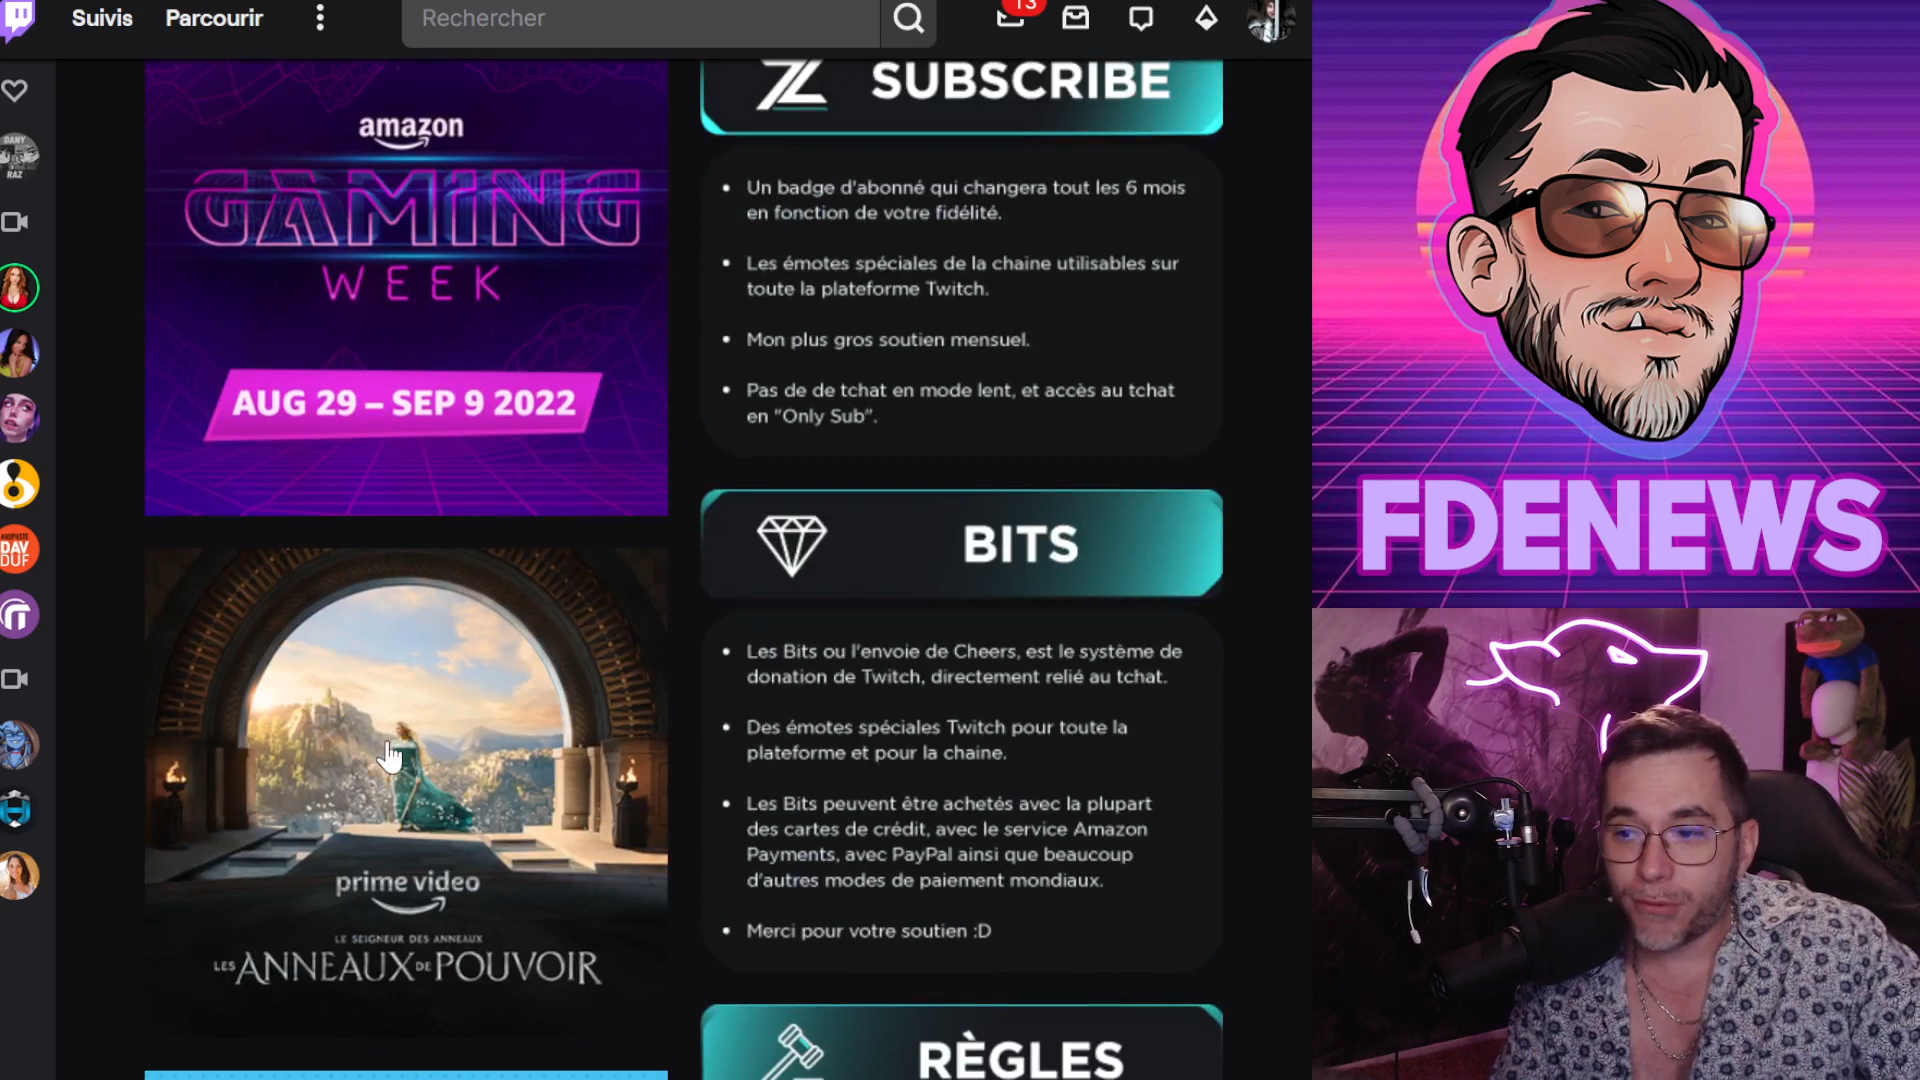 Suivis
Parcourir
Rechercher
13
DANY
RAZ
DAV
DUF
amazon
GAMING
WEEK
AUG 29 – SEP 9 2022
prime video
LE SEIGNEUR DES ANNEAUX
LES ANNEAUX DE POUVOIR
SUBSCRIBE
• Un badge d'abonné qui changera tout les 6 mois
en fonction de votre fidélité.
• Les émotes spéciales de la chaine utilisables sur
toute la plateforme Twitch.
• Mon plus gros soutien mensuel.
• Pas de de tchat en mode lent, et accès au tchat
en "Only Sub".
BITS
• Les Bits ou l'envoie de Cheers, est le système de
donation de Twitch, directement relié au tchat.
• Des émotes spéciales Twitch pour toute la
plateforme et pour la chaine.
• Les Bits peuvent être achetés avec la plupart
des cartes de crédit, avec le service Amazon
Payments, avec PayPal ainsi que beaucoup
d'autres modes de paiement mondiaux.
• Merci pour votre soutien :D
RÈGLES
FDENEWS